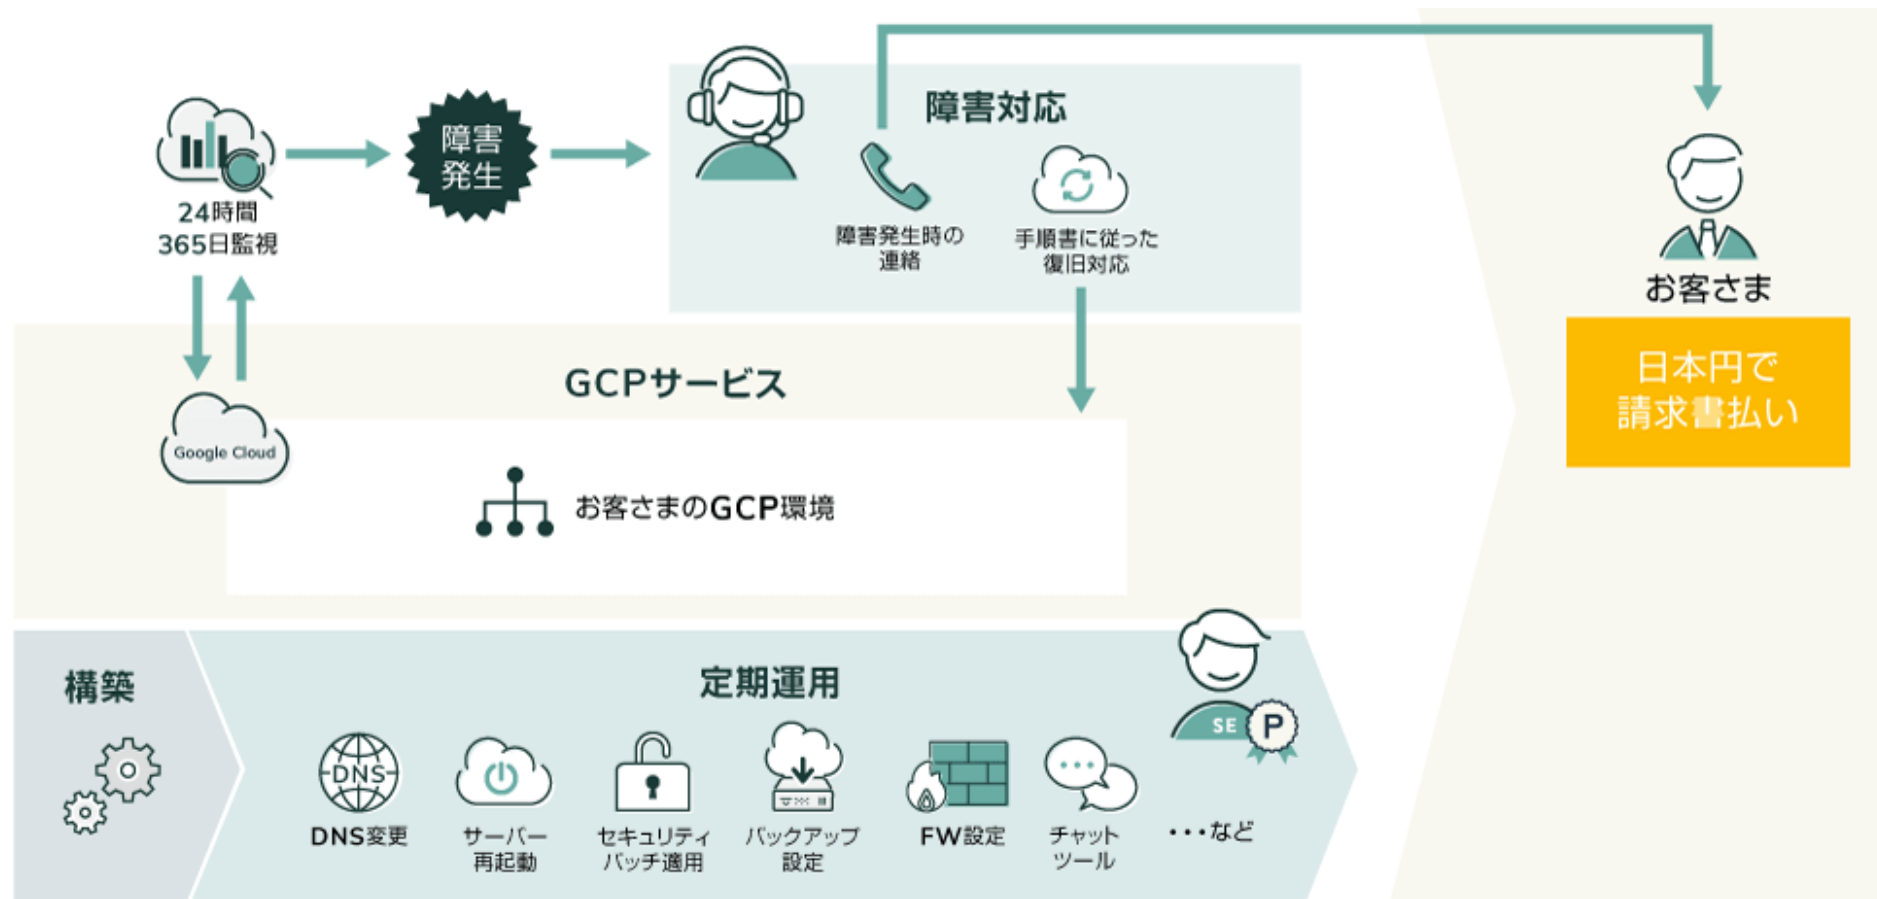 障害
発生
24時間
365日監視
障害対応
障害発生時の
連絡
手順書に従った
復旧対応
お客さま
日本円で
請求書払い
GCPサービス
Google Cloud
お客さまのGCP環境
構築
定期運用
SE
P
DNS
DNS変更
サーバー
再起動
セキュリティ
パッチ適用
バックアップ
設定
FW設定
チャット
ツール
・・・など